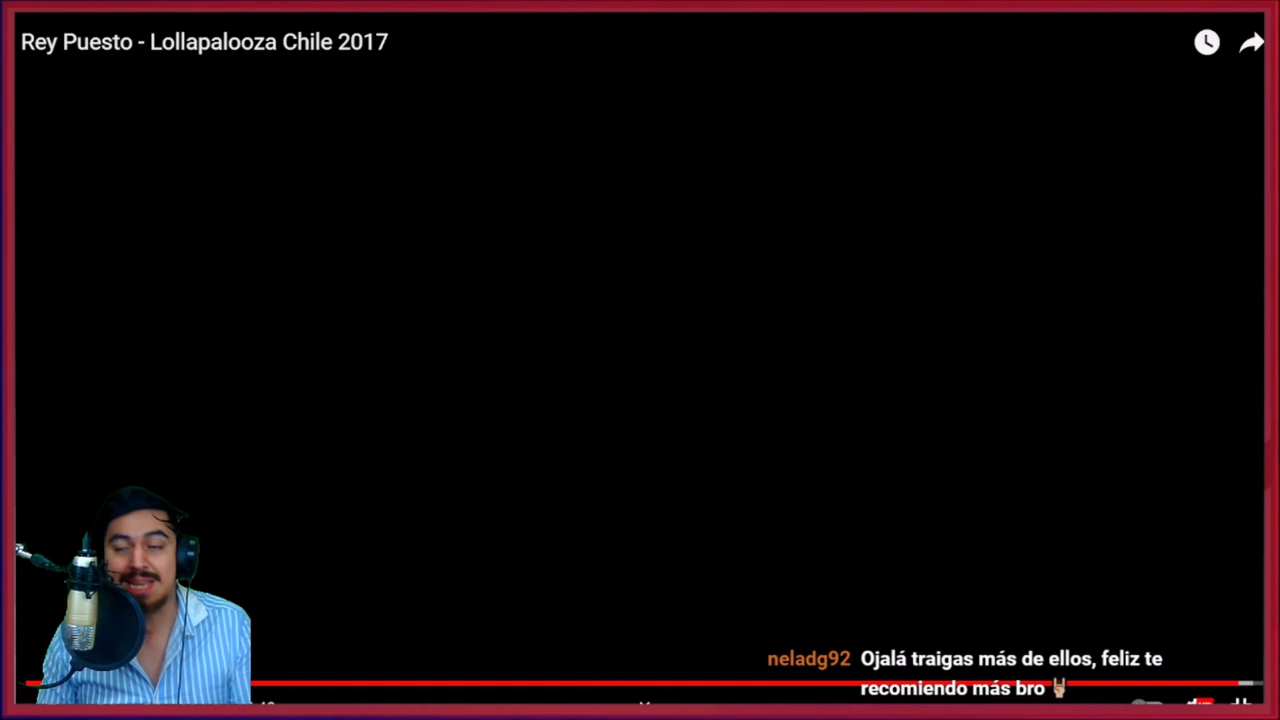 Rey Puesto - Lollapalooza Chile 2017
neladg92 Ojalá traigas más de ellos, feliz te
recomiendo más bro 🤘🏼